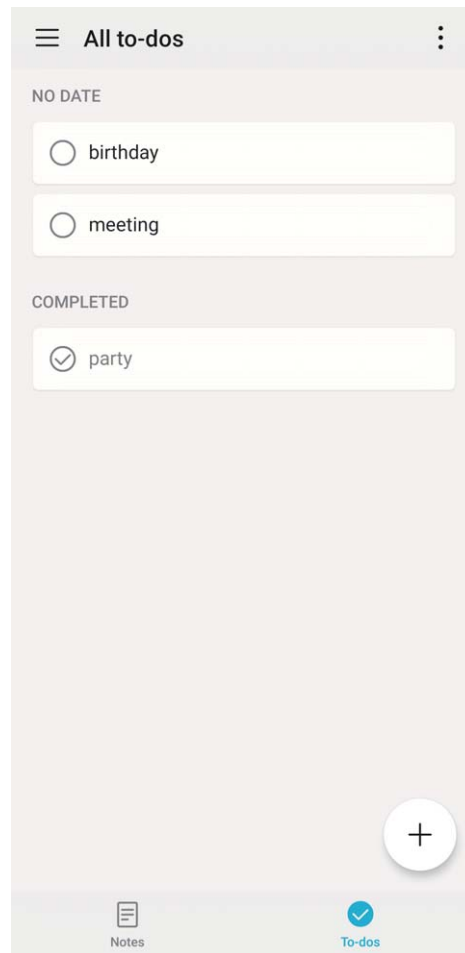 All to-dos
NO DATE
birthday
meeting
COMPLETED
party
Notes
To-dos